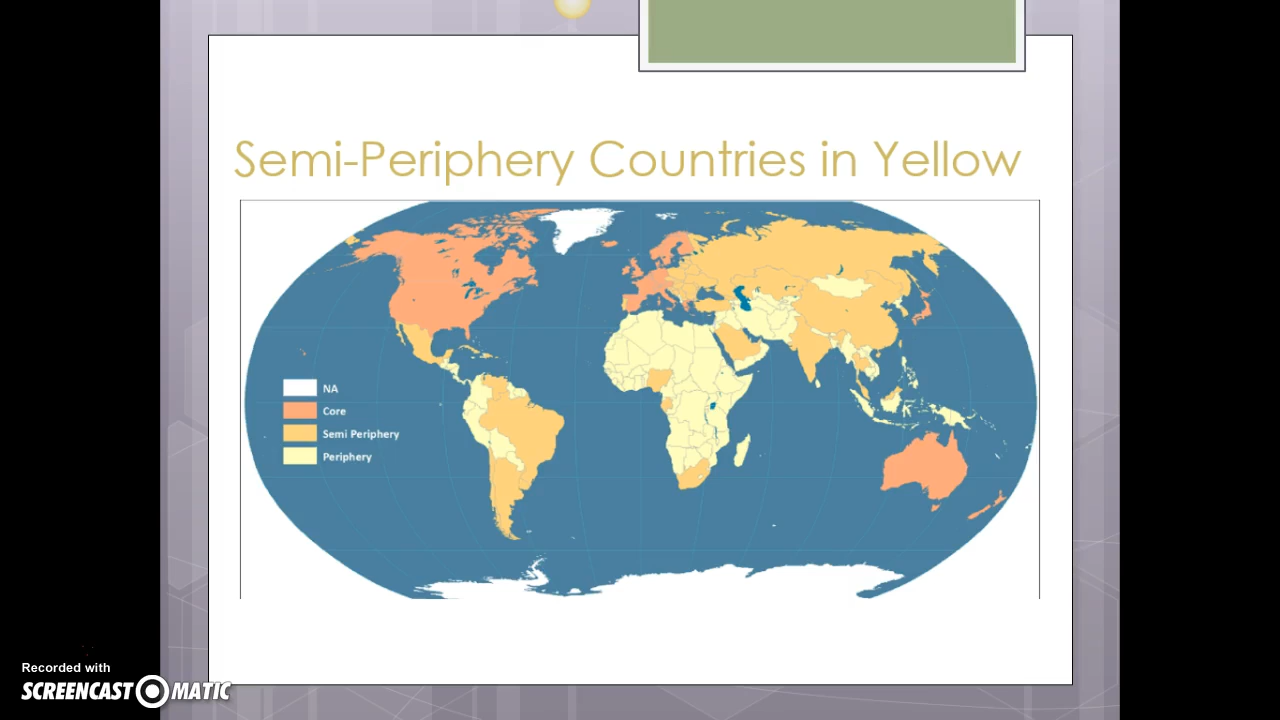 Semi-Periphery Countries in Yellow
NA
Core
Semi Periphery
Periphery
Recorded with
SCREENCAST MATIC